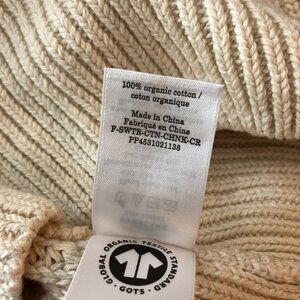 100% organic cotton /
coton organique
Made in China
Fabriqué en Chine
F-SWTR-CTN-CHNK-CR
PP4531021138
GLOBAL ORGANIC TEXTILE STANDARD
· GOTS ·